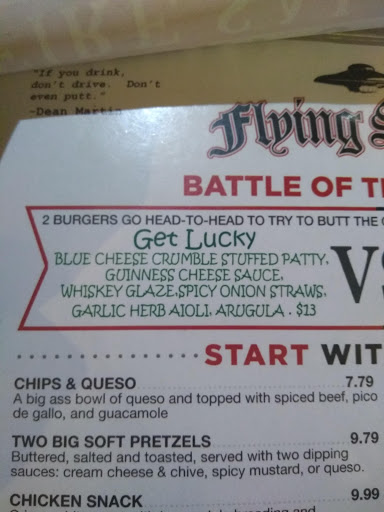 "If you drink,
don't drive. Don't
even putt."
-Dean Martin
Flying
BATTLE OF
2 BURGERS GO HEAD-TO-HEAD TO TRY TO BUTT THE
Get Lucky
BLUE CHEESE CRUMBLE STUFFED PATTY,
GUINNESS CHEESE SAUCE,
WHISKEY GLAZE,SPICY ONION STRAWS,
GARLIC HERB AIOLI, ARUGULA . $13
VS
START WIT
CHIPS & QUESO 7.79
A big ass bowl of queso and topped with spiced beef, pico
de gallo, and guacamole
TWO BIG SOFT PRETZELS 9.79
Buttered, salted and toasted, served with two dipping
sauces: cream cheese & chive, spicy mustard, or queso.
CHICKEN SNACK 9.99